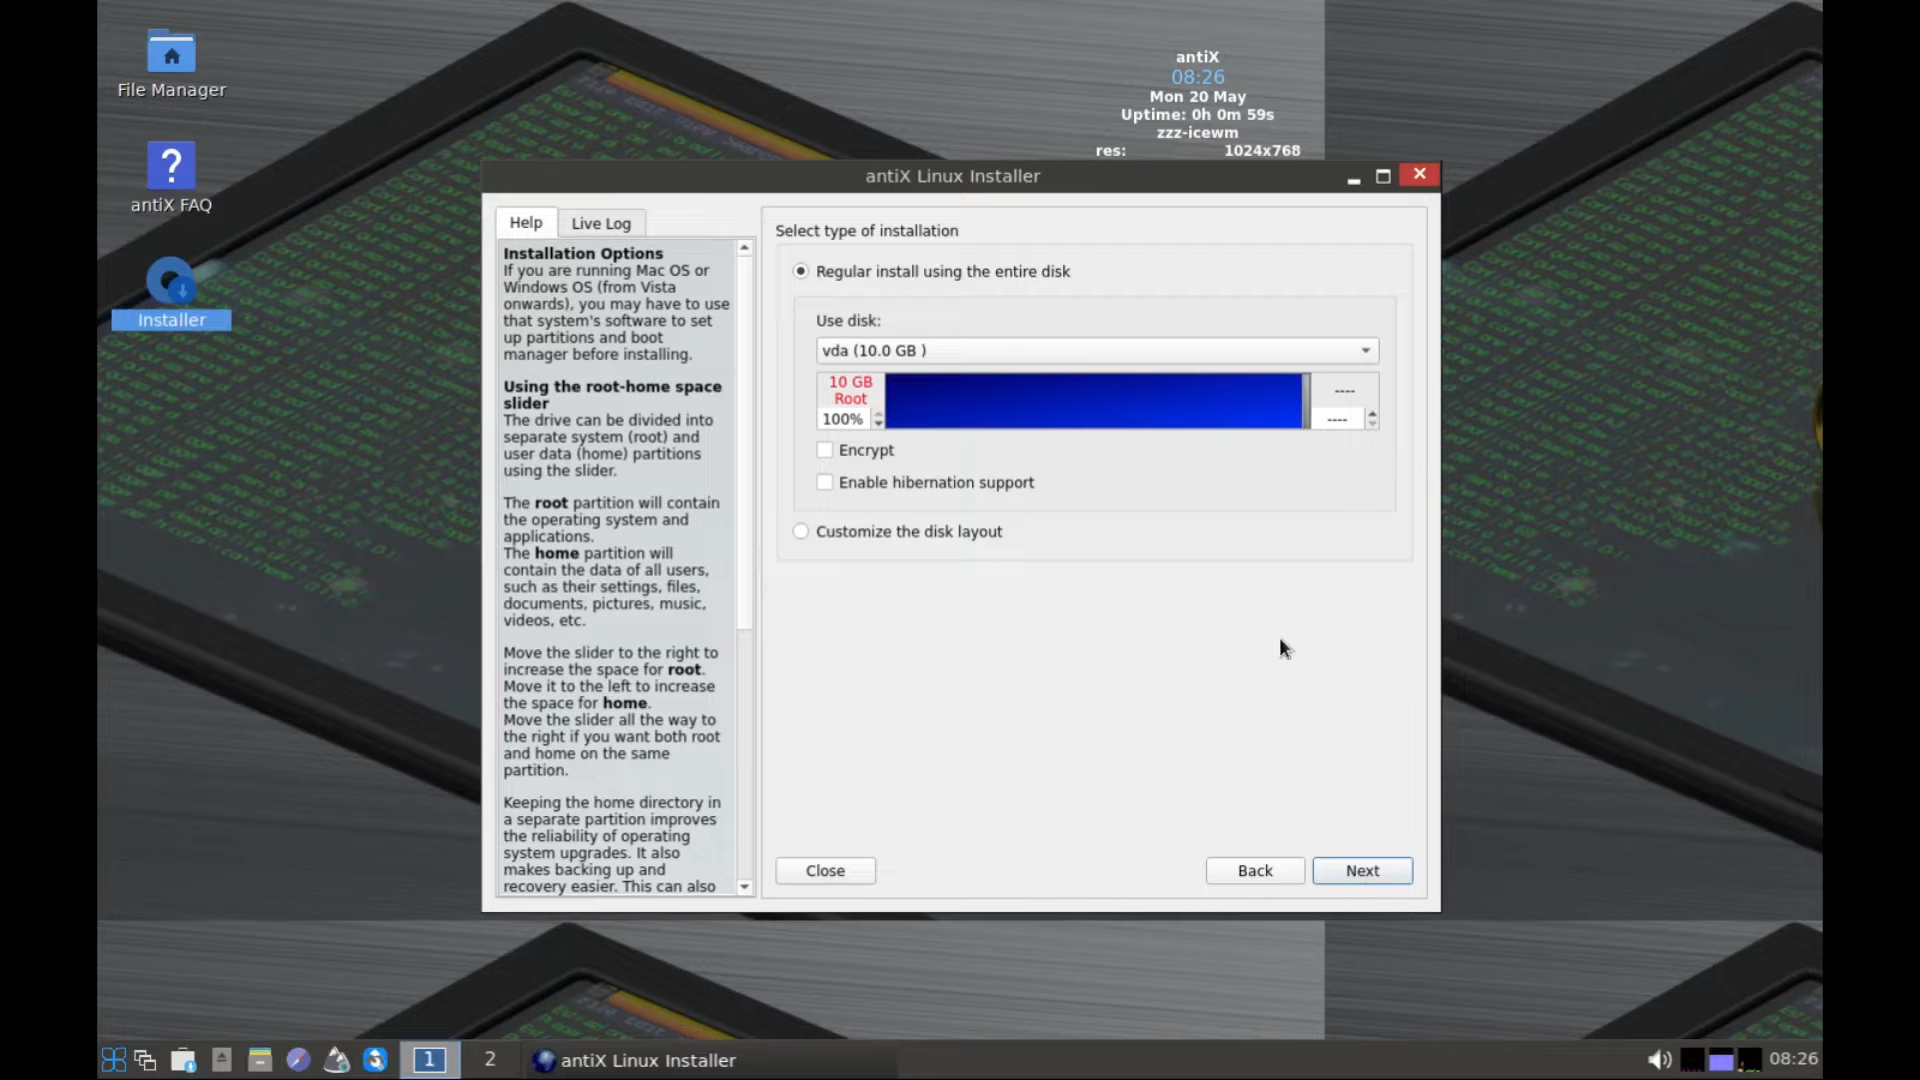 File Manager
antiX FAQ
Installer
antiX
08:26
Mon 20 May
Uptime: 0h 0m 59s
zzz-icewm
res: 1024x768
antiX Linux Installer
Help
Live Log
Installation Options
If you are running Mac OS or
Windows OS (from Vista
onwards), you may have to use
that system's software to set
up partitions and boot
manager before installing.
Using the root-home space
slider
The drive can be divided into
separate system (root) and
user data (home) partitions
using the slider.
The root partition will contain
the operating system and
applications.
The home partition will
contain the data of all users,
such as their settings, files,
documents, pictures, music,
videos, etc.
Move the slider to the right to
increase the space for root.
Move it to the left to increase
the space for home.
Move the slider all the way to
the right if you want both root
and home on the same
partition.
Keeping the home directory in
a separate partition improves
the reliability of operating
system upgrades. It also
makes backing up and
recovery easier. This can also
Select type of installation
Regular install using the entire disk
Use disk:
vda (10.0 GB )
10 GB
Root
100%
----
----
Encrypt
Enable hibernation support
Customize the disk layout
Close
Back
Next
1
2
antiX Linux Installer
08:26